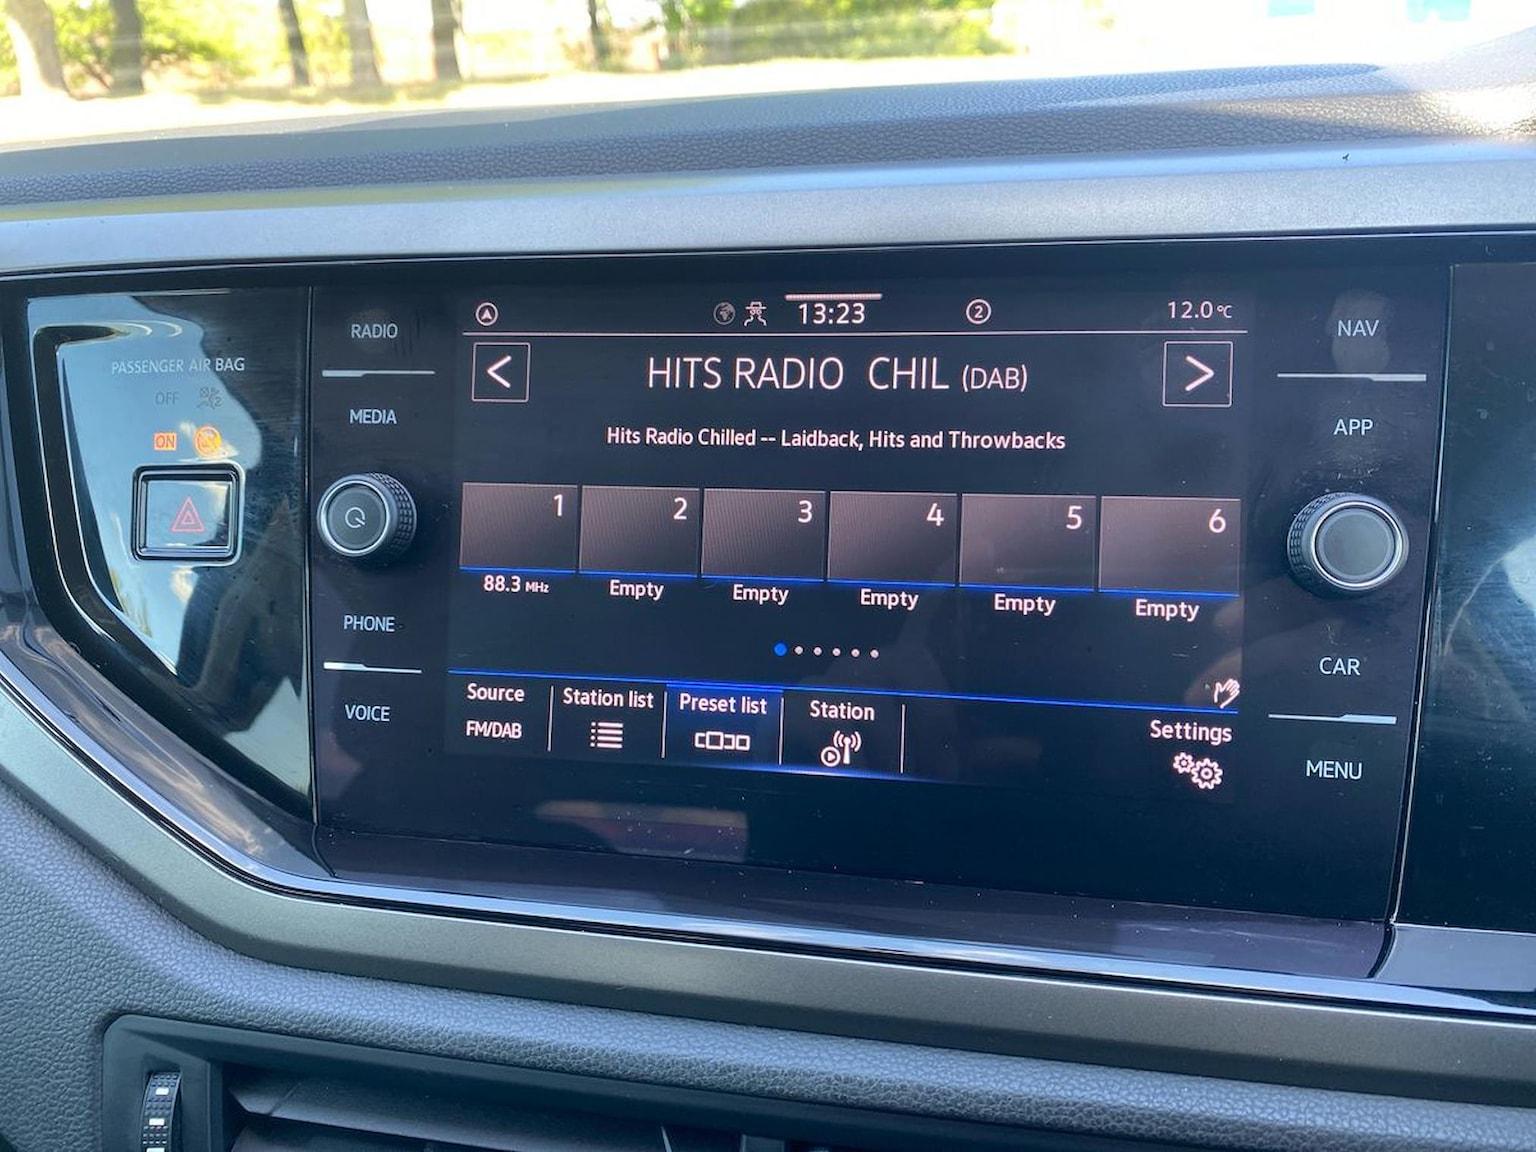 RADIO
MEDIA
PHONE
VOICE
PASSENGER AIR BAG
OFF
ON
13:23
2
12.0 °C
<
HITS RADIO CHIL (DAB)
>
Hits Radio Chilled -- Laidback, Hits and Throwbacks
1 2 3 4 5 6
88.3 MHz Empty Empty Empty Empty Empty
Source Station list Preset list Station Settings
FM/DAB
NAV
APP
CAR
MENU